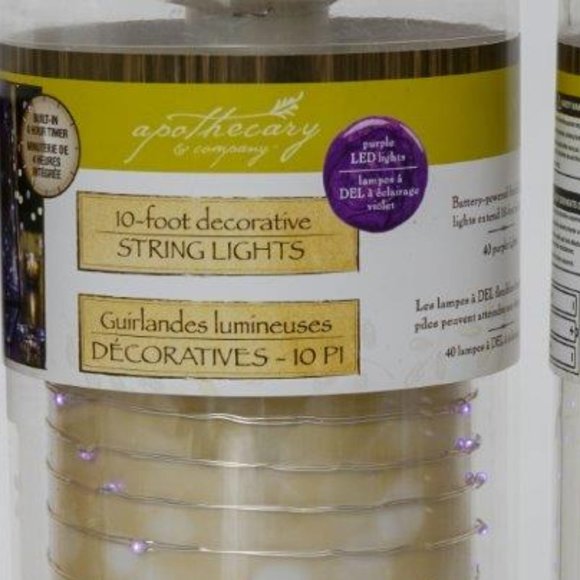 apothecary
& company
BUILT-IN
4 HOUR TIMER
MINUTERIE DE
4 HEURES
INTÉGRÉE
purple
LED lights
lampes à
DEL à éclairage
violet
10-foot decorative
STRING LIGHTS
Guirlandes lumineuses
DÉCORATIVES - 10 PI
Battery-powered
lights extend
40 purple
Les lampes à DEL
piles peuvent
40 lampes à DEL